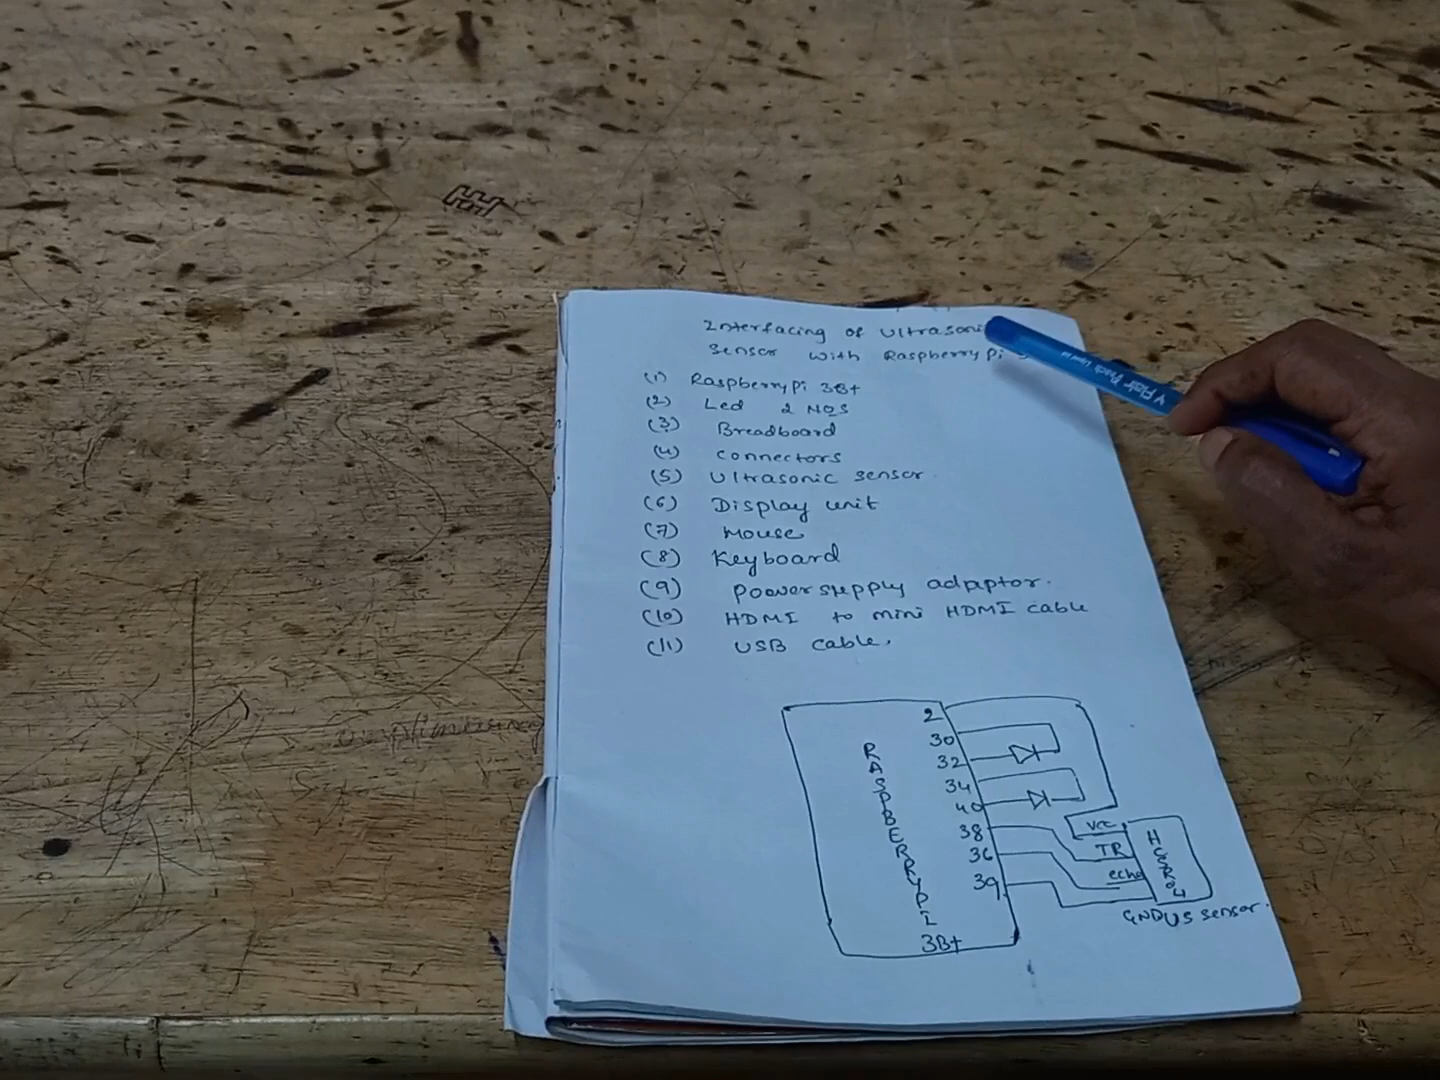 Interfacing of Ultrasonic
Sensor with Raspberry Pi
(1) Raspberry Pi 3B+
(2) Led 2 NOS
(3) Breadboard
(4) connectors
(5) Ultrasonic sensor
(6) Display unit
(7) Mouse
(8) Keyboard
(9) power supply adaptor.
(10) HDMI to mini HDMI cable
(11) USB cable.
2
30
32
34
40
38
36
39
RASPBERRYPI
3B+
Vcc
TR
echo
GND
HCSR04
US sensor.
Flair